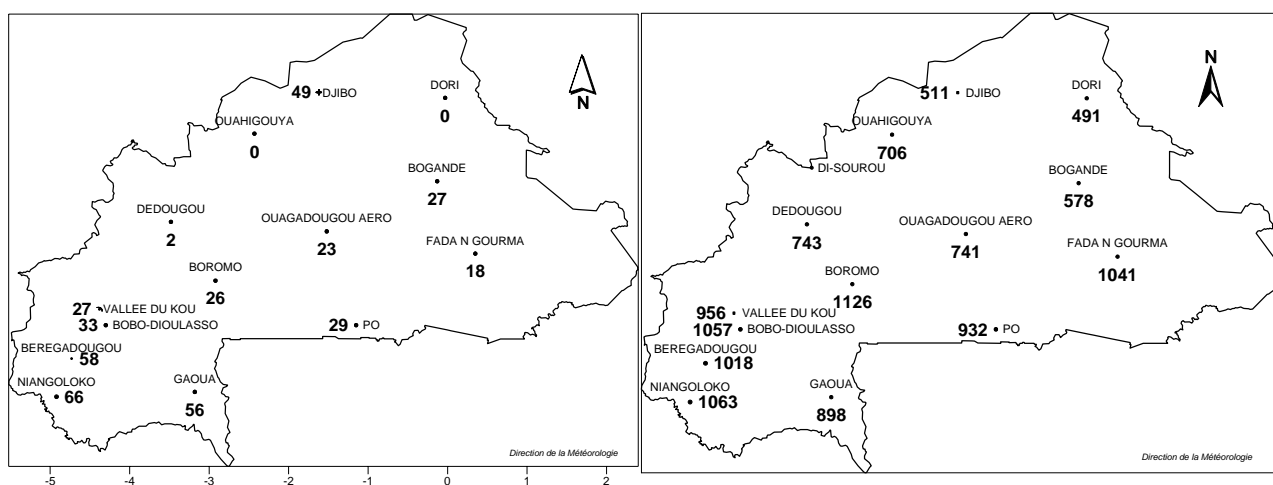 N
49 DJIBO
DORI
0
OUAHIGOUYA
0
BOGANDE
27
DEDOUGOU
2
OUAGADOUGOU AERO
23
FADA N GOURMA
18
BOROMO
26
27 VALLEE DU KOU
33 BOBO-DIOULASSO
29 PO
BEREGADOUGOU
58
NIANGOLOKO
66
GAOUA
56
Direction de la Météorologie
-5 -4 -3 -2 -1 0 1 2
N
511 DJIBO
DORI
491
OUAHIGOUYA
706
DI-SOUROU
BOGANDE
578
DEDOUGOU
743
OUAGADOUGOU AERO
741
FADA N GOURMA
1041
BOROMO
1126
956 VALLEE DU KOU
1057 BOBO-DIOULASSO
932 PO
BEREGADOUGOU
1018
NIANGOLOKO
1063
GAOUA
898
Direction de la Météorologie